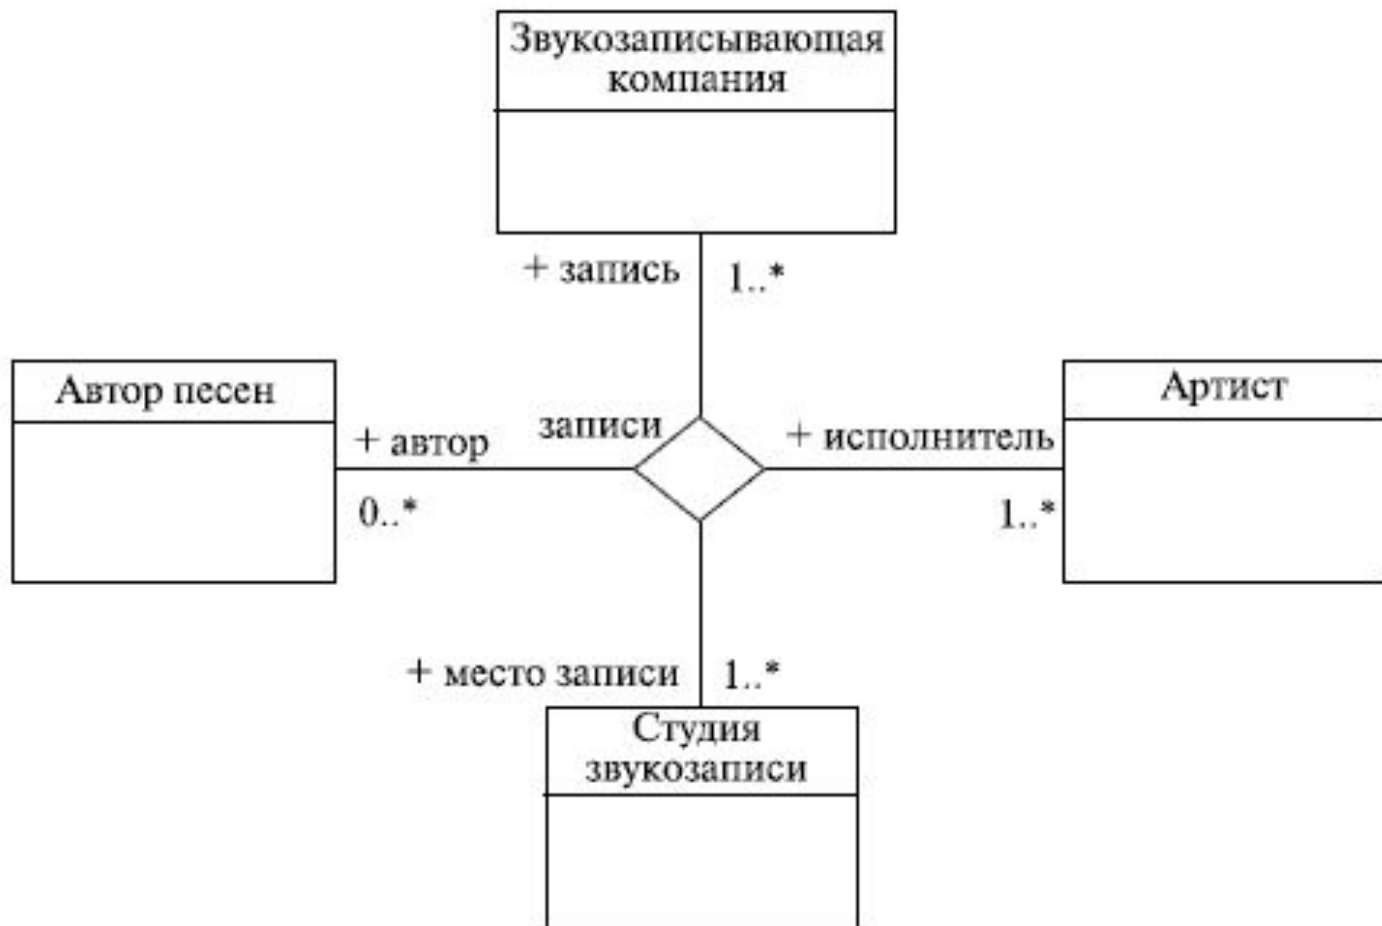 Звукозаписывающая
компания
+ запись
1..*
Автор песен
Артист
+ автор
записи
+ исполнитель
0..*
1..*
+ место записи
1..*
Студия
звукозаписи